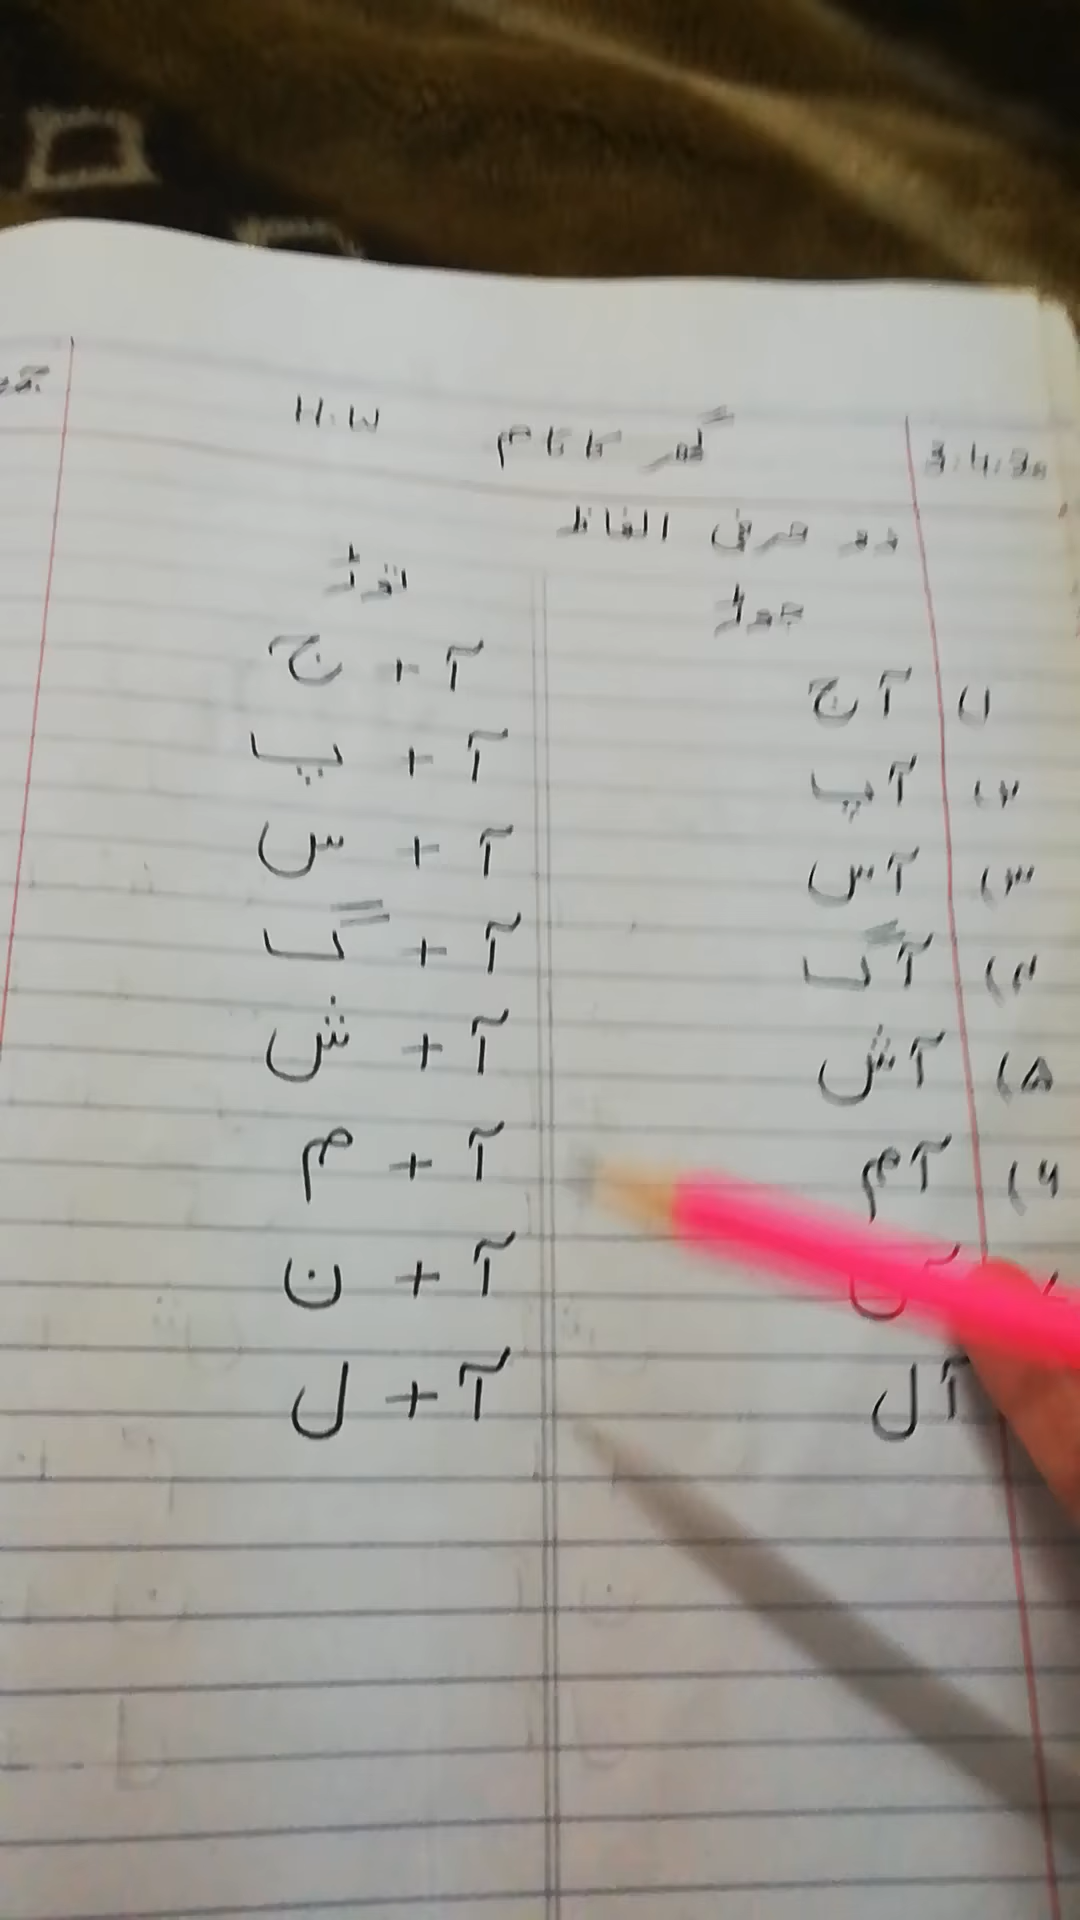 گھر کا کام H.W
دو حرفی الفاظ
جوڑ توڑ
۱) آج آ + ج
۲) آپ آ + پ
۳) آس آ + س
۴) آگ آ + گ
۵) آش آ + ش
۶) آم آ + م
آن آ + ن
آل آ + ل